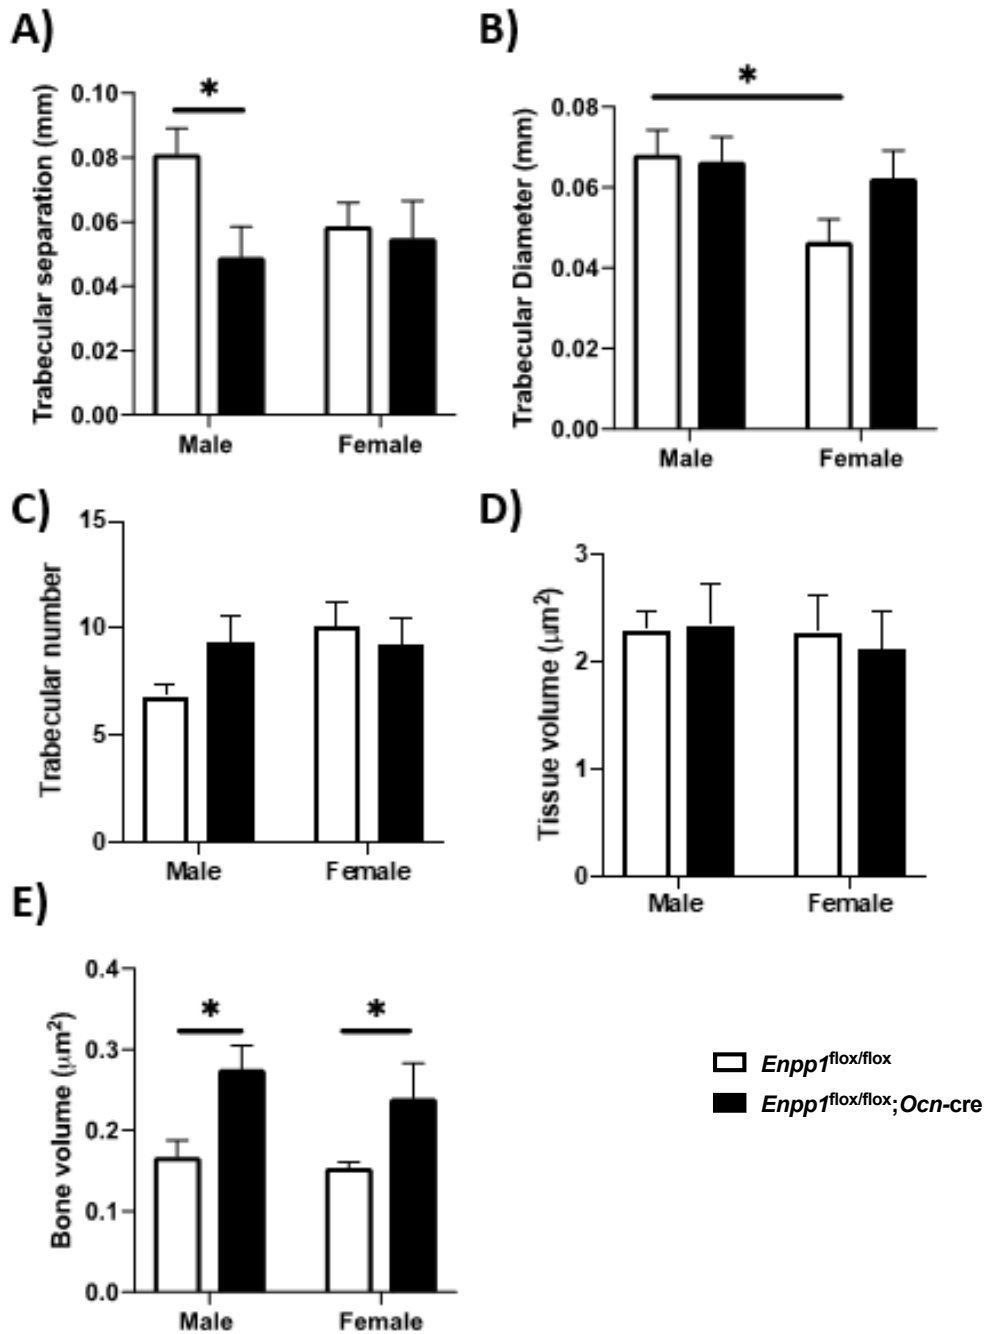 A)
Trabecular separation (mm)
0.10
0.08
0.06
0.04
0.02
0.00
*
Male
Female
B)
Trabecular Diameter (mm)
0.08
0.06
0.04
0.02
0.00
*
Male
Female
C)
Trabecular number
15
10
5
0
Male
Female
D)
Tissue volume (μm²)
3
2
1
0
Male
Female
E)
Bone volume (μm²)
0.4
0.3
0.2
0.1
0.0
*
*
Male
Female
Enpp1flox/flox
Enpp1flox/flox;Ocn-cre